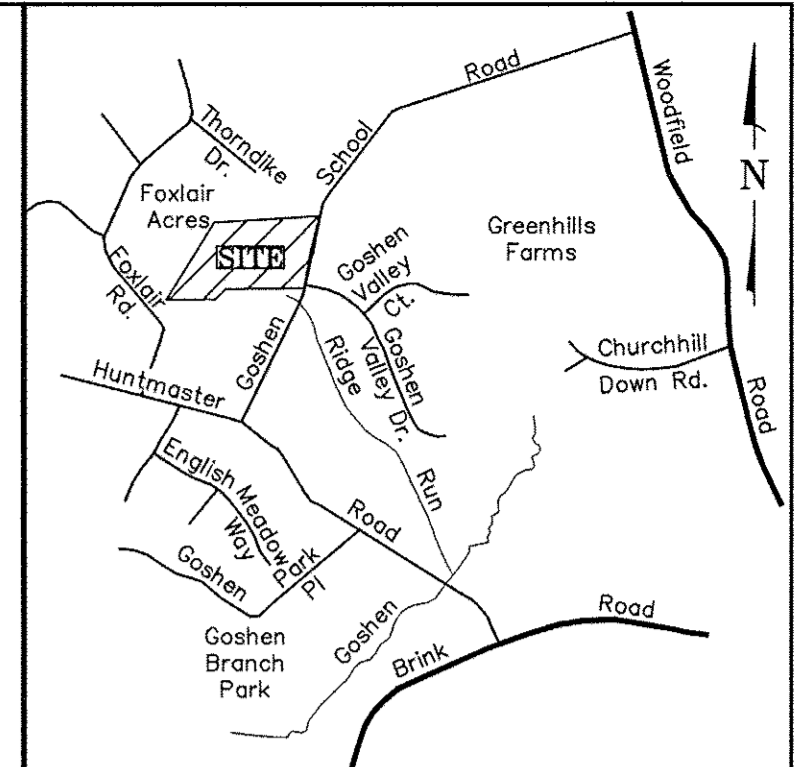 Road
Woodfield
Road
School
Thorndike
Dr.
N
Foxlair
Acres
SITE
Greenhills
Farms
Foxlair
Rd.
Goshen
Valley
Ct.
Goshen
Valley Dr.
Goshen
Ridge
Run
Churchhill
Down Rd.
Huntmaster
Road
English Meadow
Way
Park
Pl
Goshen
Goshen
Branch
Park
Goshen
Brink
Road